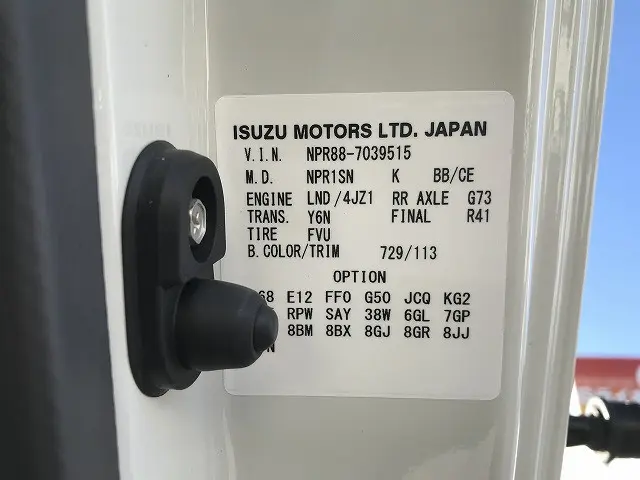 ISUZU MOTORS LTD. JAPAN
V.I.N. NPR88-7039515
M.D. NPR1SN K BB/CE
ENGINE LND/4JZ1 RR AXLE G73
TRANS. Y6N FINAL R41
TIRE FVU
B.COLOR/TRIM 729/113
OPTION
E12 FFO G50 JCQ KG2
RPW SAY 38W 6GL 7GP
8BM 8BX 8GJ 8GR 8JJ